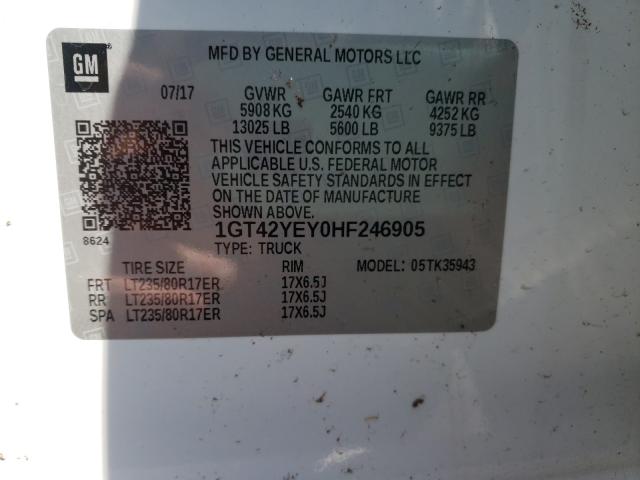 GM
MFD BY GENERAL MOTORS LLC
07/17 GVWR GAWR FRT GAWR RR
5908 KG 2540 KG 4252 KG
13025 LB 5600 LB 9375 LB
THIS VEHICLE CONFORMS TO ALL
APPLICABLE U.S. FEDERAL MOTOR
VEHICLE SAFETY STANDARDS IN EFFECT
ON THE DATE OF MANUFACTURE
SHOWN ABOVE.
8624 1GT42YEY0HF246905
TYPE: TRUCK
TIRE SIZE RIM MODEL: 05TK35943
FRT LT235/80R17ER 17X6.5J
RR LT235/80R17ER 17X6.5J
SPA LT235/80R17ER 17X6.5J